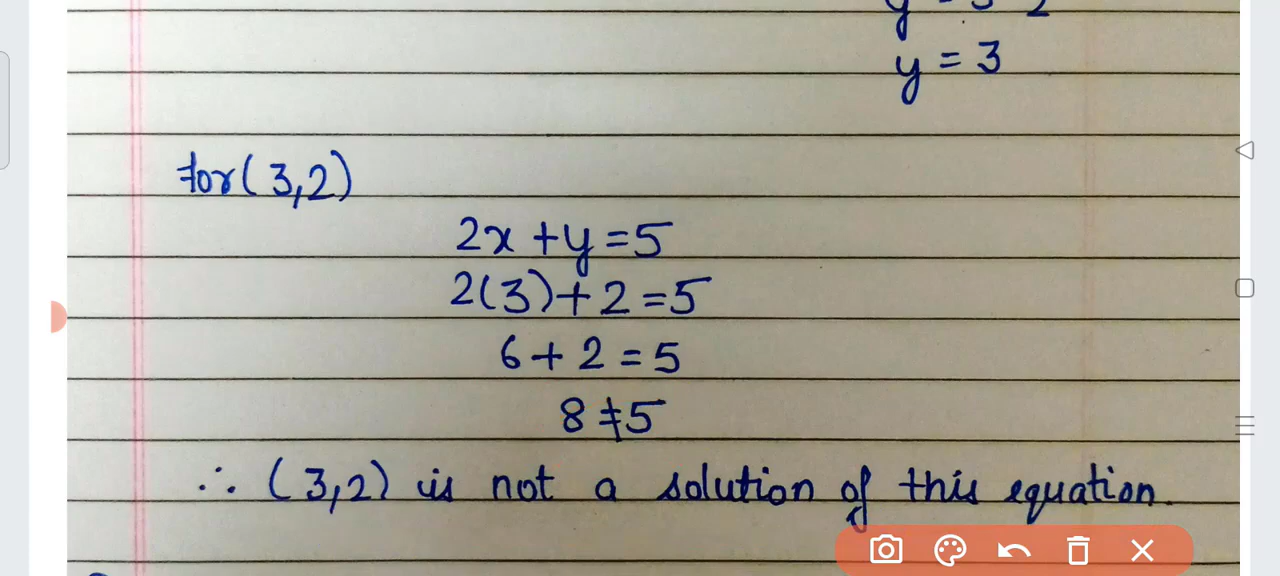 y = 3
for (3,2)
2x + y = 5
2(3) + 2 = 5
6 + 2 = 5
8 ≠ 5
∴ (3,2) is not a solution of this equation.